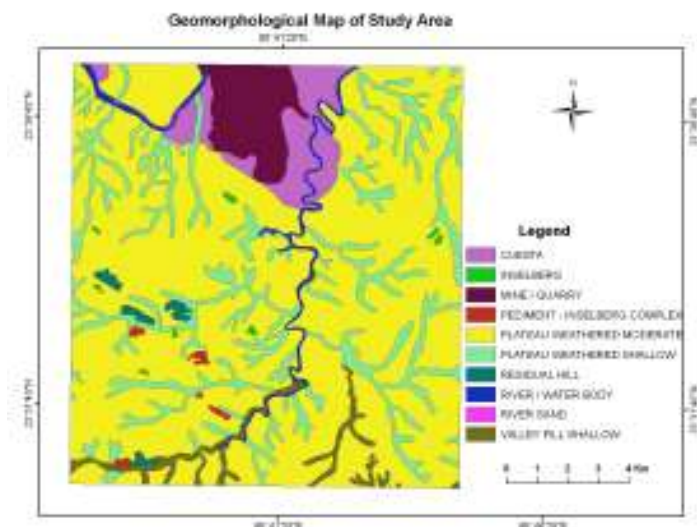 Geomorphological Map of Study Area
N
Legend
CUESTA
INSELBERG
MINE / QUARRY
PEDIMENT - INSELBERG COMPLEX
PLATEAU WEATHERED MODERATE
PLATEAU WEATHERED SHALLOW
RESIDUAL HILL
RIVER / WATER BODY
RIVER SAND
VALLEY FILL SHALLOW
0 1 2 3 4 Km